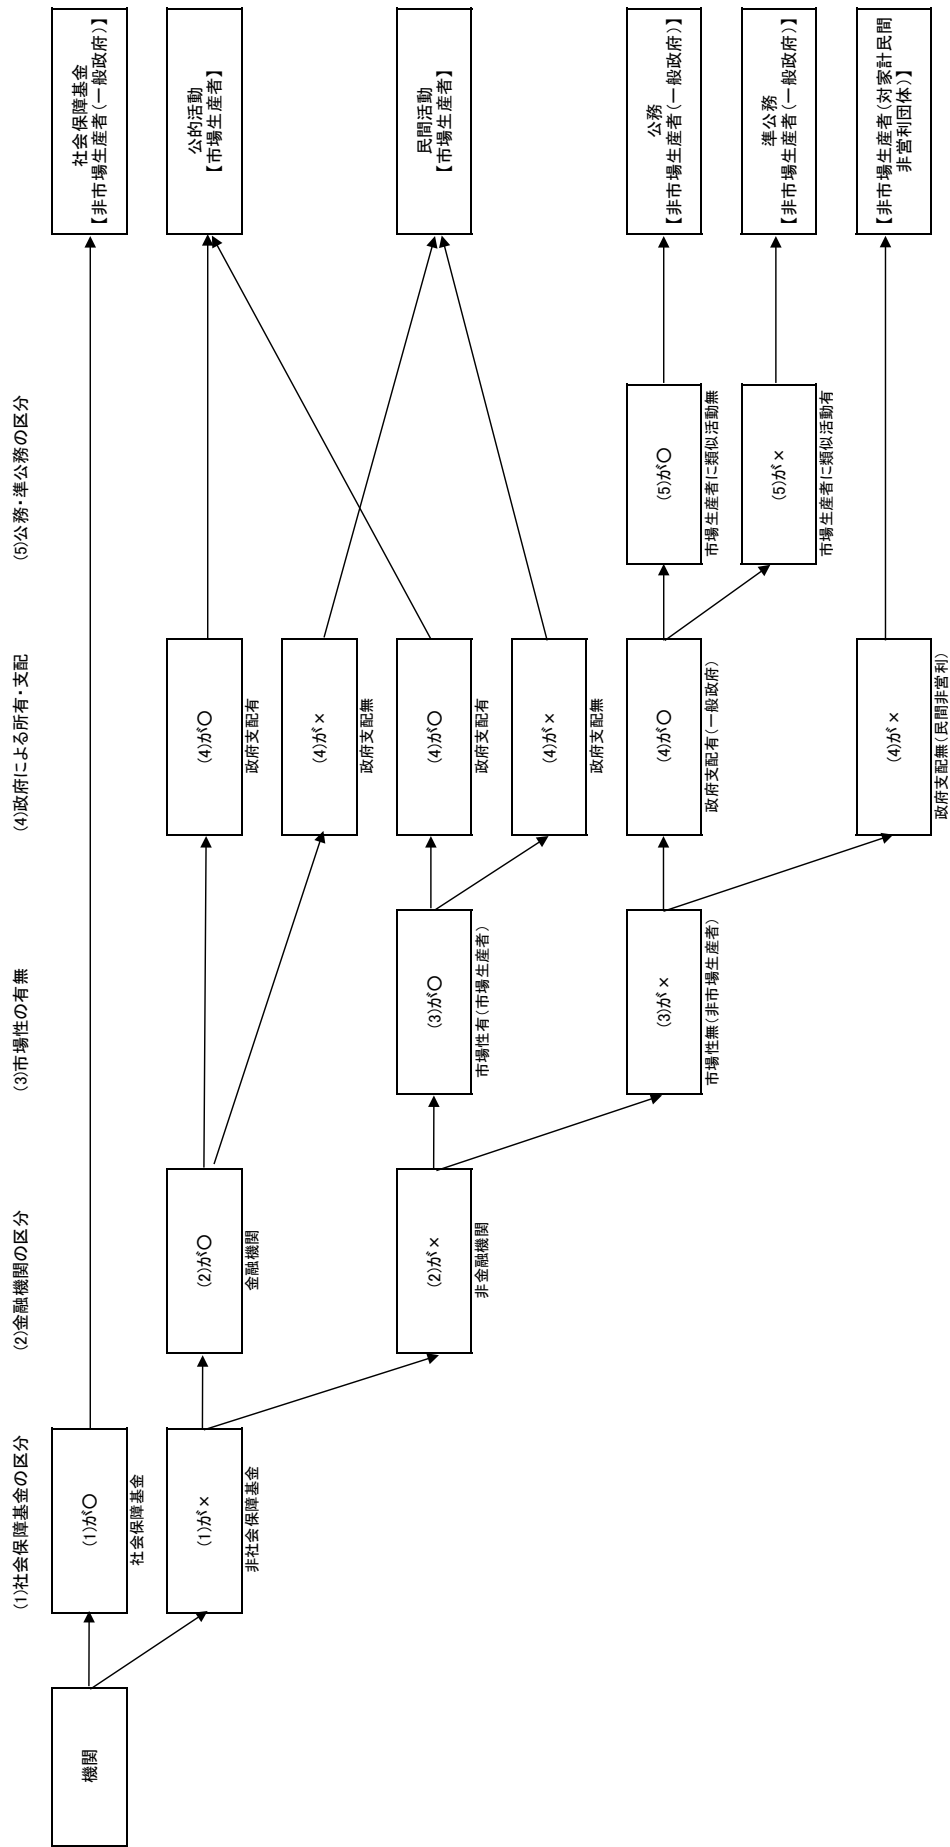 (1)社会保障基金の区分
(2)金融機関の区分
(3)市場性の有無
(4)政府による所有・支配
(5)公務・準公務の区分
機関
(1)が〇
社会保障基金
社会保障基金
【非市場生産者(一般政府)】
(1)が×
非社会保障基金
(2)が〇
金融機関
(4)が〇
政府支配有
公的活動
【市場生産者】
(4)が×
政府支配無
(2)が×
非金融機関
(3)が〇
市場性有(市場生産者)
(4)が〇
政府支配有
民間活動
【市場生産者】
(4)が×
政府支配無
(3)が×
市場性無(非市場生産者)
(4)が〇
政府支配有(一般政府)
(5)が〇
市場生産者に類似活動無
公務
【非市場生産者(一般政府)】
(5)が×
市場生産者に類似活動有
準公務
【非市場生産者(一般政府)】
(4)が×
政府支配無(民間非営利)
【非市場生産者(対家計民間
非営利団体)】